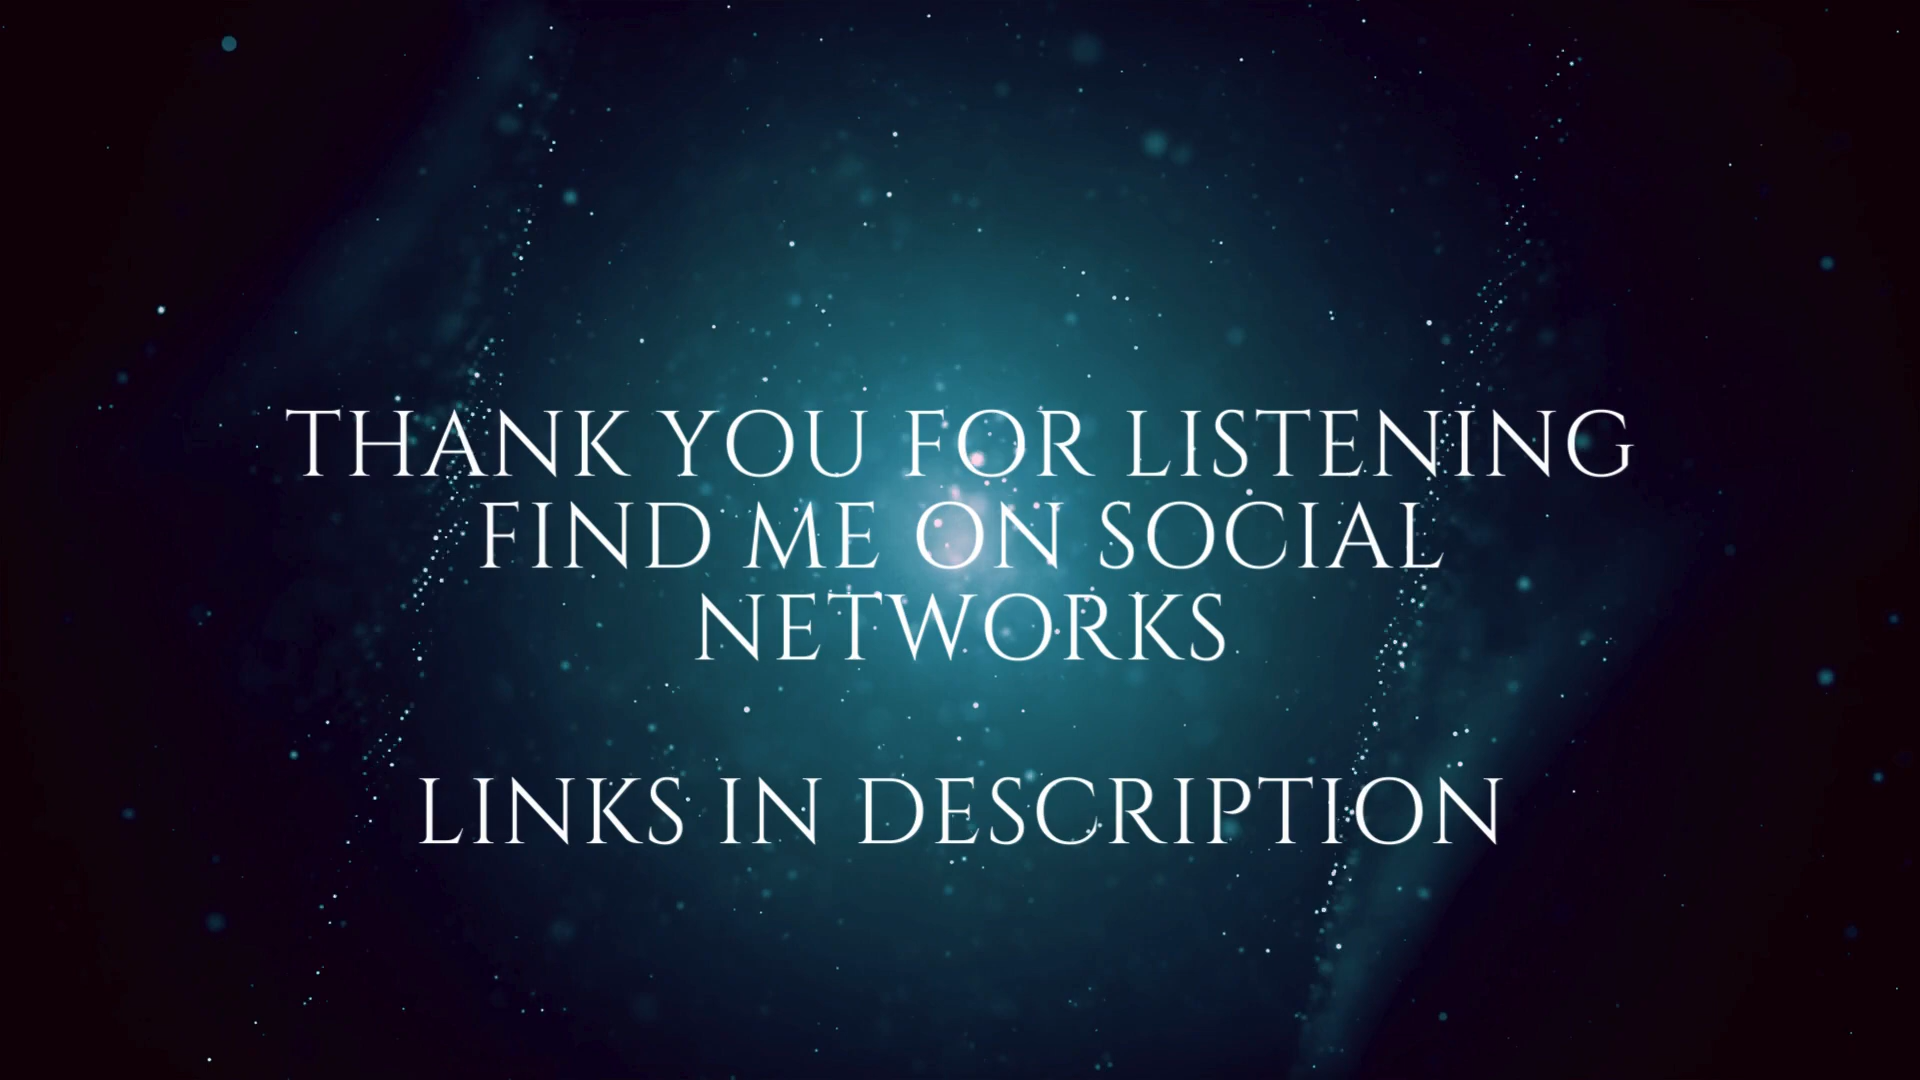 THANK YOU FOR LISTENING
FIND ME ON SOCIAL
NETWORKS
LINKS IN DESCRIPTION